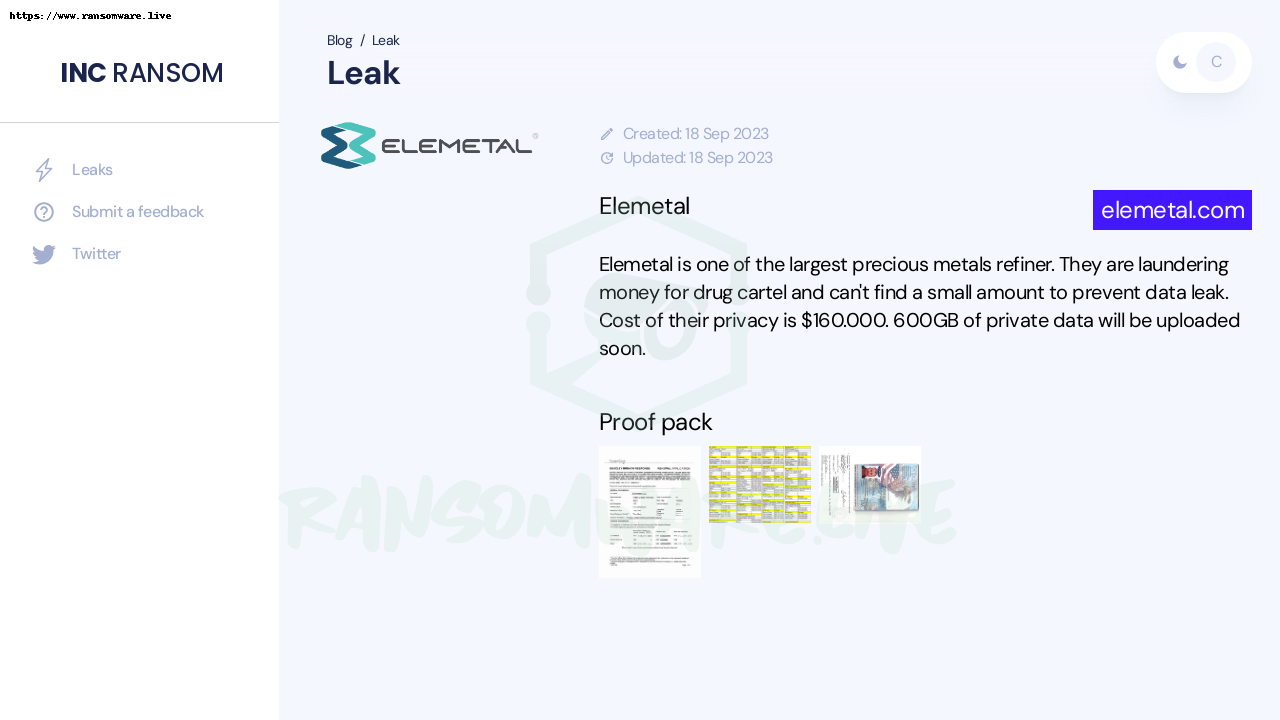 https://www.ransomware.live
INC RANSOM
Leaks
Submit a feedback
Twitter
Blog / Leak
Leak
C
ELEMETAL
Created: 18 Sep 2023
Updated: 18 Sep 2023
Elemetal
elemetal.com
Elemetal is one of the largest precious metals refiner. They are laundering
money for drug cartel and can't find a small amount to prevent data leak.
Cost of their privacy is $160.000. 600GB of private data will be uploaded
soon.
Proof pack
RANSOMWARE.LIVE